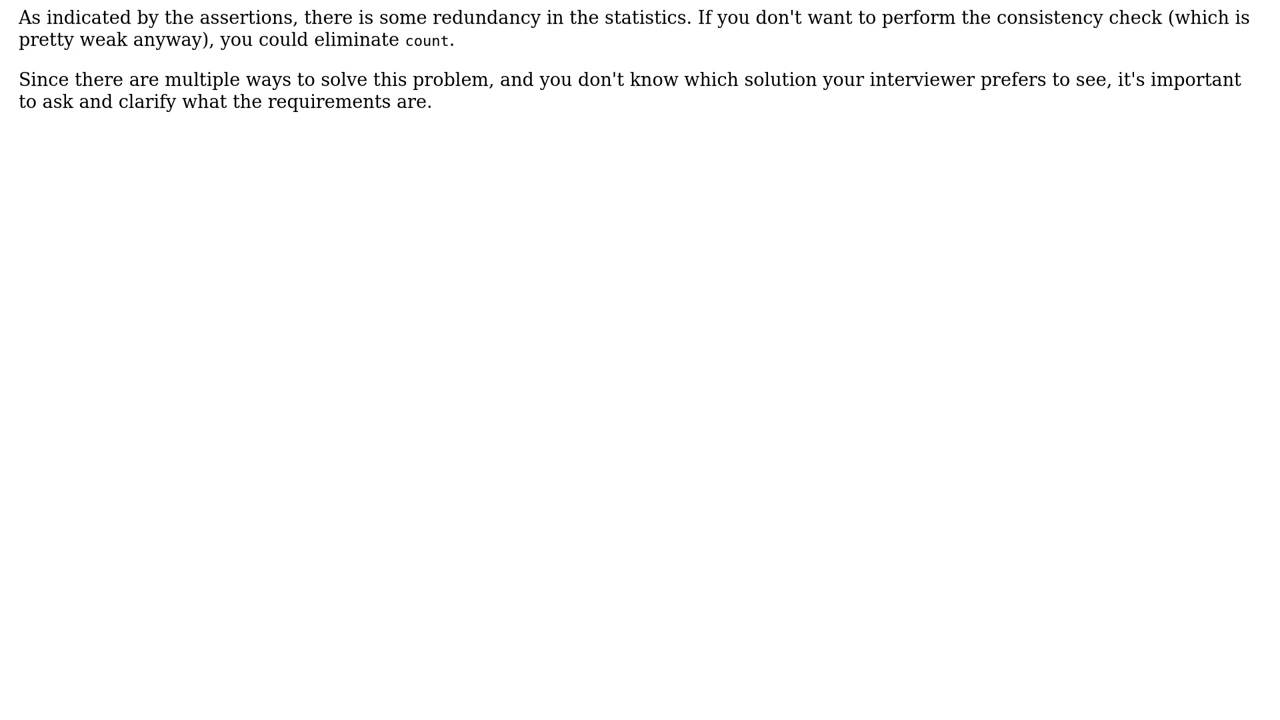 As indicated by the assertions, there is some redundancy in the statistics. If you don't want to perform the consistency check (which is
pretty weak anyway), you could eliminate count.
Since there are multiple ways to solve this problem, and you don't know which solution your interviewer prefers to see, it's important
to ask and clarify what the requirements are.